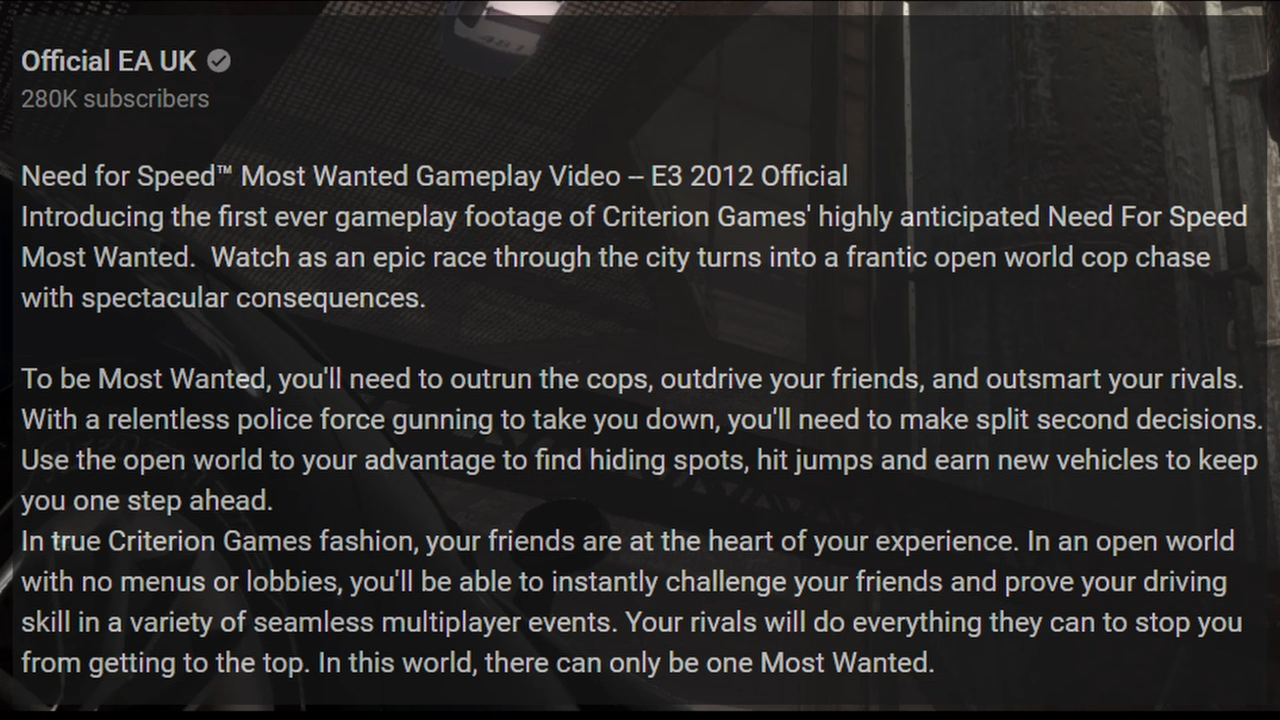 Official EA UK
280K subscribers
Need for Speed™ Most Wanted Gameplay Video -- E3 2012 Official
Introducing the first ever gameplay footage of Criterion Games' highly anticipated Need For Speed
Most Wanted.  Watch as an epic race through the city turns into a frantic open world cop chase
with spectacular consequences.
To be Most Wanted, you'll need to outrun the cops, outdrive your friends, and outsmart your rivals.
With a relentless police force gunning to take you down, you'll need to make split second decisions.
Use the open world to your advantage to find hiding spots, hit jumps and earn new vehicles to keep
you one step ahead.
In true Criterion Games fashion, your friends are at the heart of your experience. In an open world
with no menus or lobbies, you'll be able to instantly challenge your friends and prove your driving
skill in a variety of seamless multiplayer events. Your rivals will do everything they can to stop you
from getting to the top. In this world, there can only be one Most Wanted.